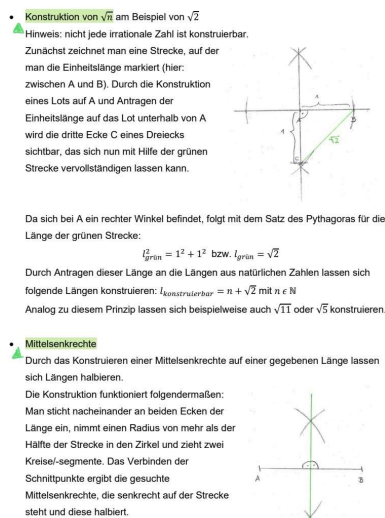 • Konstruktion von √n am Beispiel von √2
Hinweis: nicht jede irrationale Zahl ist konstruierbar.
Zunächst zeichnet man eine Strecke, auf der
man die Einheitslänge markiert (hier:
zwischen A und B). Durch die Konstruktion
eines Lots auf A und Antragen der
Einheitslänge auf das Lot unterhalb von A
wird die dritte Ecke C eines Dreiecks
sichtbar, das sich nun mit Hilfe der grünen
Strecke vervollständigen lassen kann.
1
A
B
1
√2
C
Da sich bei A ein rechter Winkel befindet, folgt mit dem Satz des Pythagoras für die
Länge der grünen Strecke:
l²grün = 1² + 1² bzw. lgrün = √2
Durch Antragen dieser Länge an die Längen aus natürlichen Zahlen lassen sich
folgende Längen konstruieren: lkonstruierbar = n + √2 mit n ϵ ℕ
Analog zu diesem Prinzip lassen sich beispielweise auch √11 oder √5 konstruieren.
• Mittelsenkrechte
Durch das Konstruieren einer Mittelsenkrechte auf einer gegebenen Länge lassen
sich Längen halbieren.
Die Konstruktion funktioniert folgendermaßen:
Man sticht nacheinander an beiden Ecken der
Länge ein, nimmt einen Radius von mehr als der
Hälfte der Strecke in den Zirkel und zieht zwei
Kreise/-segmente. Das Verbinden der
Schnittpunkte ergibt die gesuchte
Mittelsenkrechte, die senkrecht auf der Strecke
steht und diese halbiert.
A
B